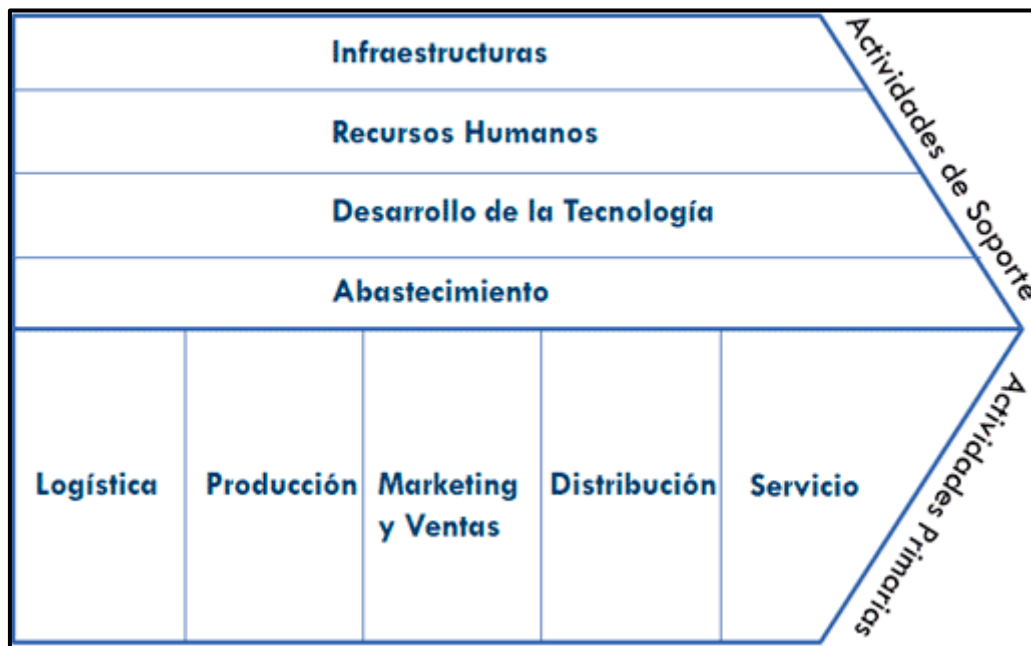 Infraestructuras
Recursos Humanos
Desarrollo de la Tecnología
Abastecimiento
Actividades de Soporte
Logística
Producción
Marketing
y Ventas
Distribución
Servicio
Actividades Primarias